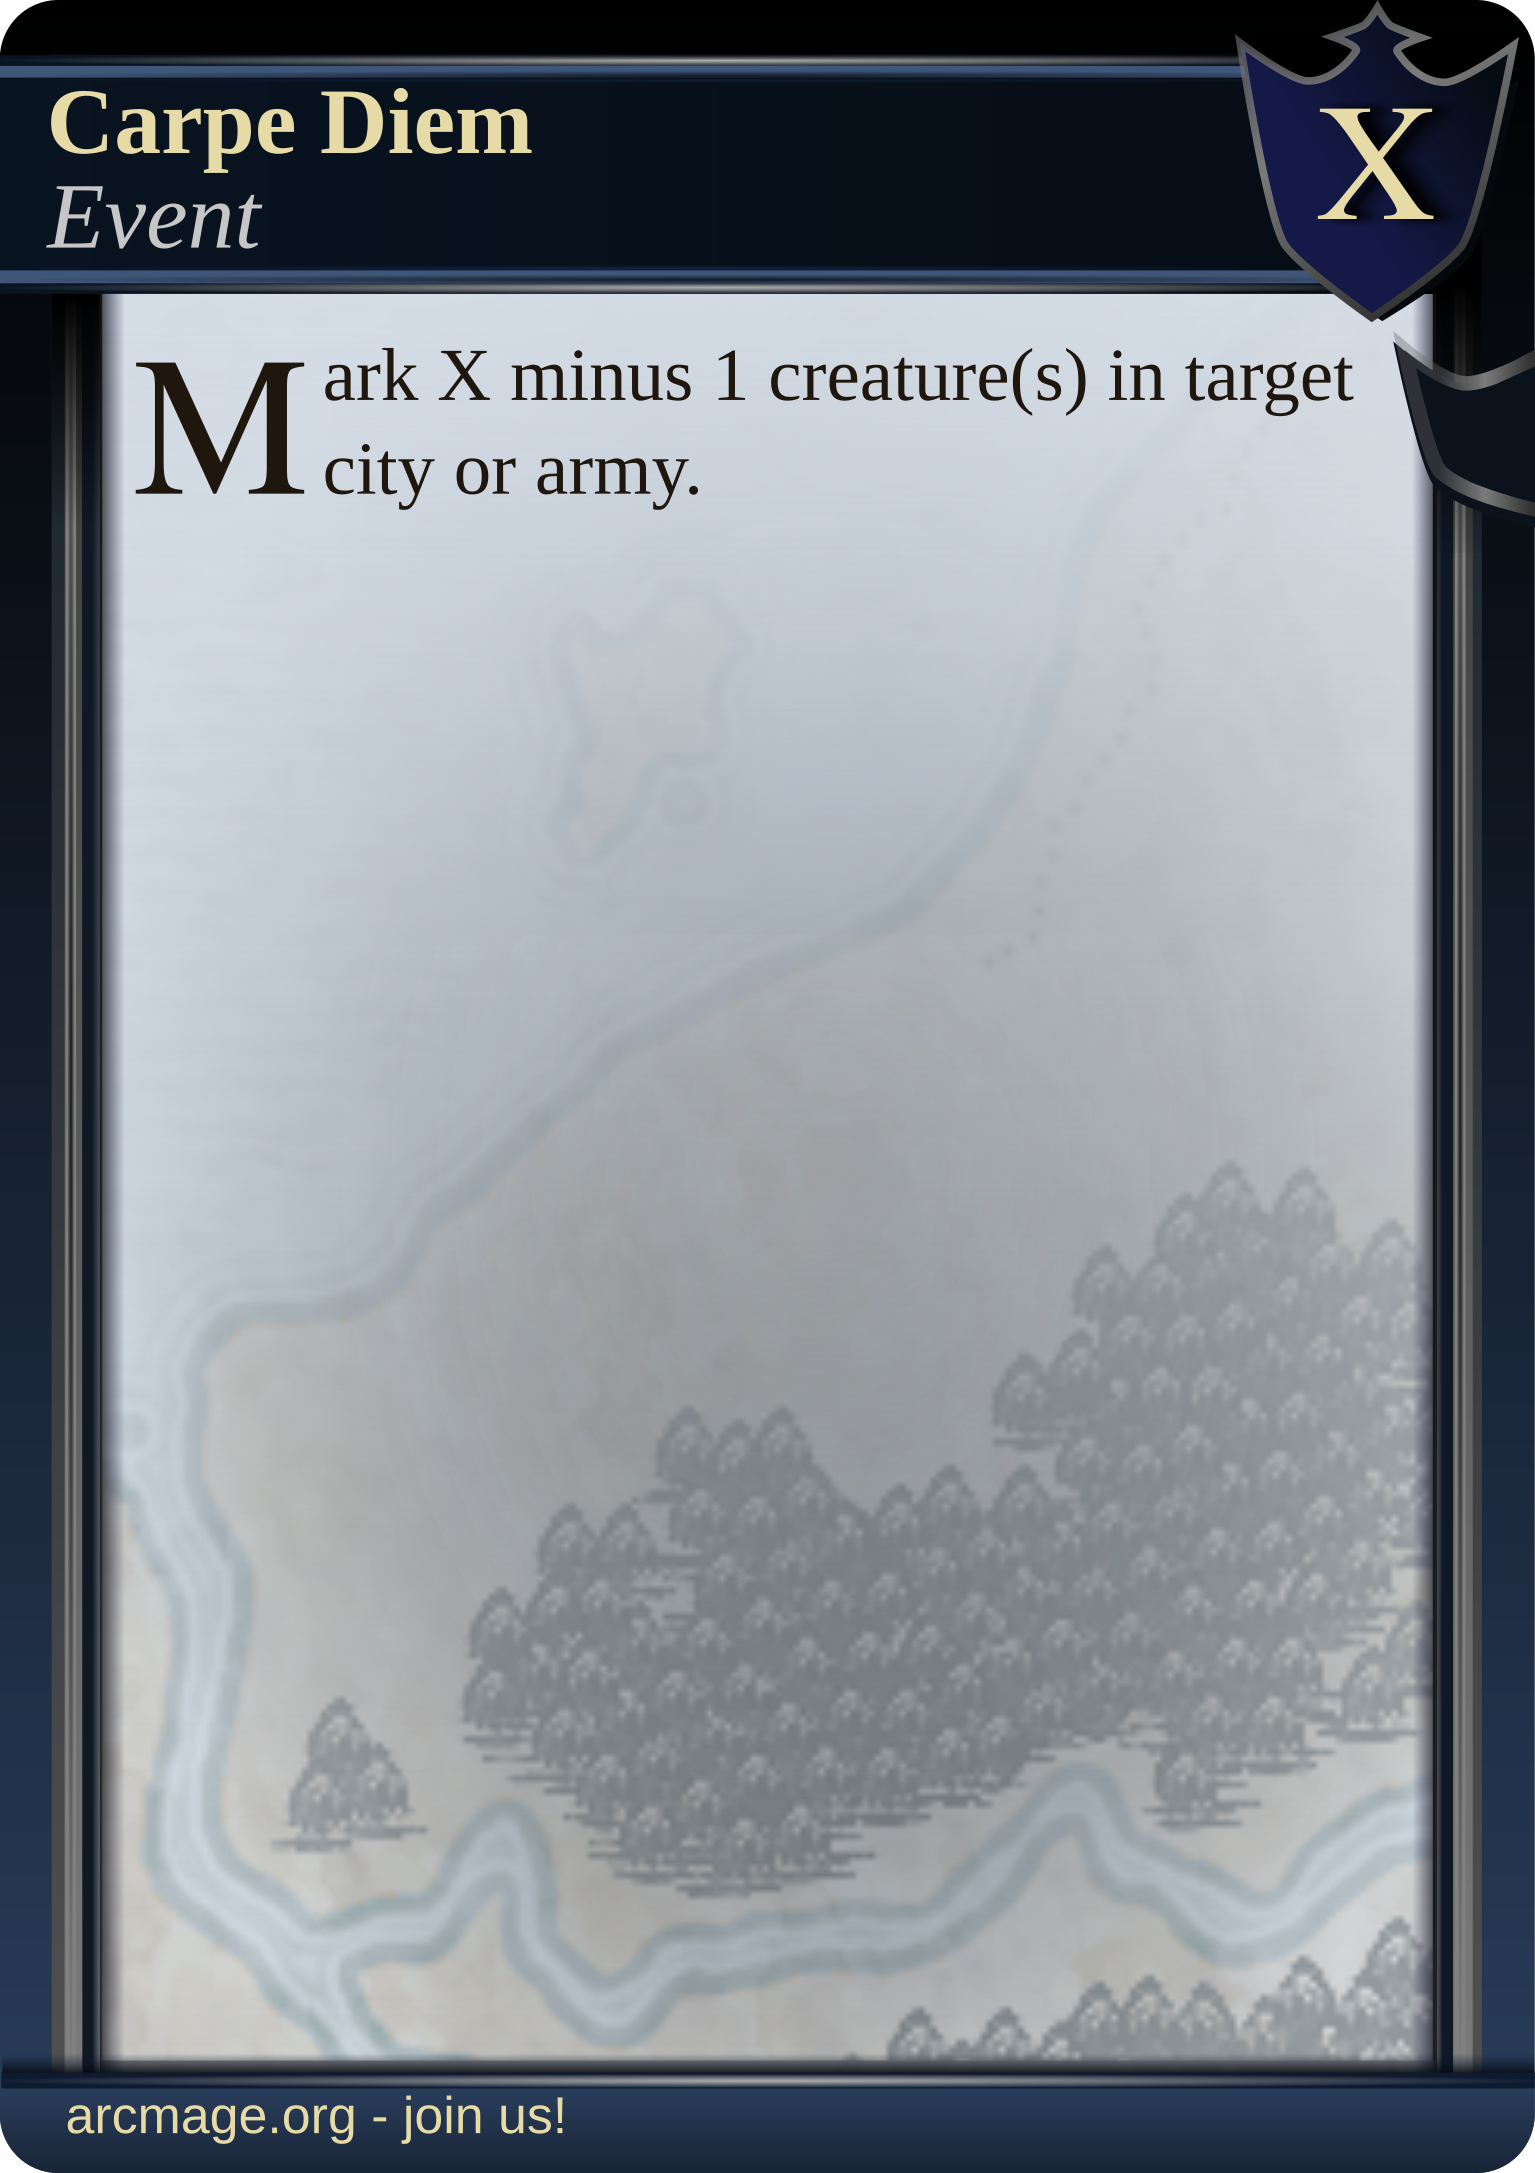 Carpe Diem
Event
X
Mark X minus 1 creature(s) in target
city or army.
arcmage.org - join us!